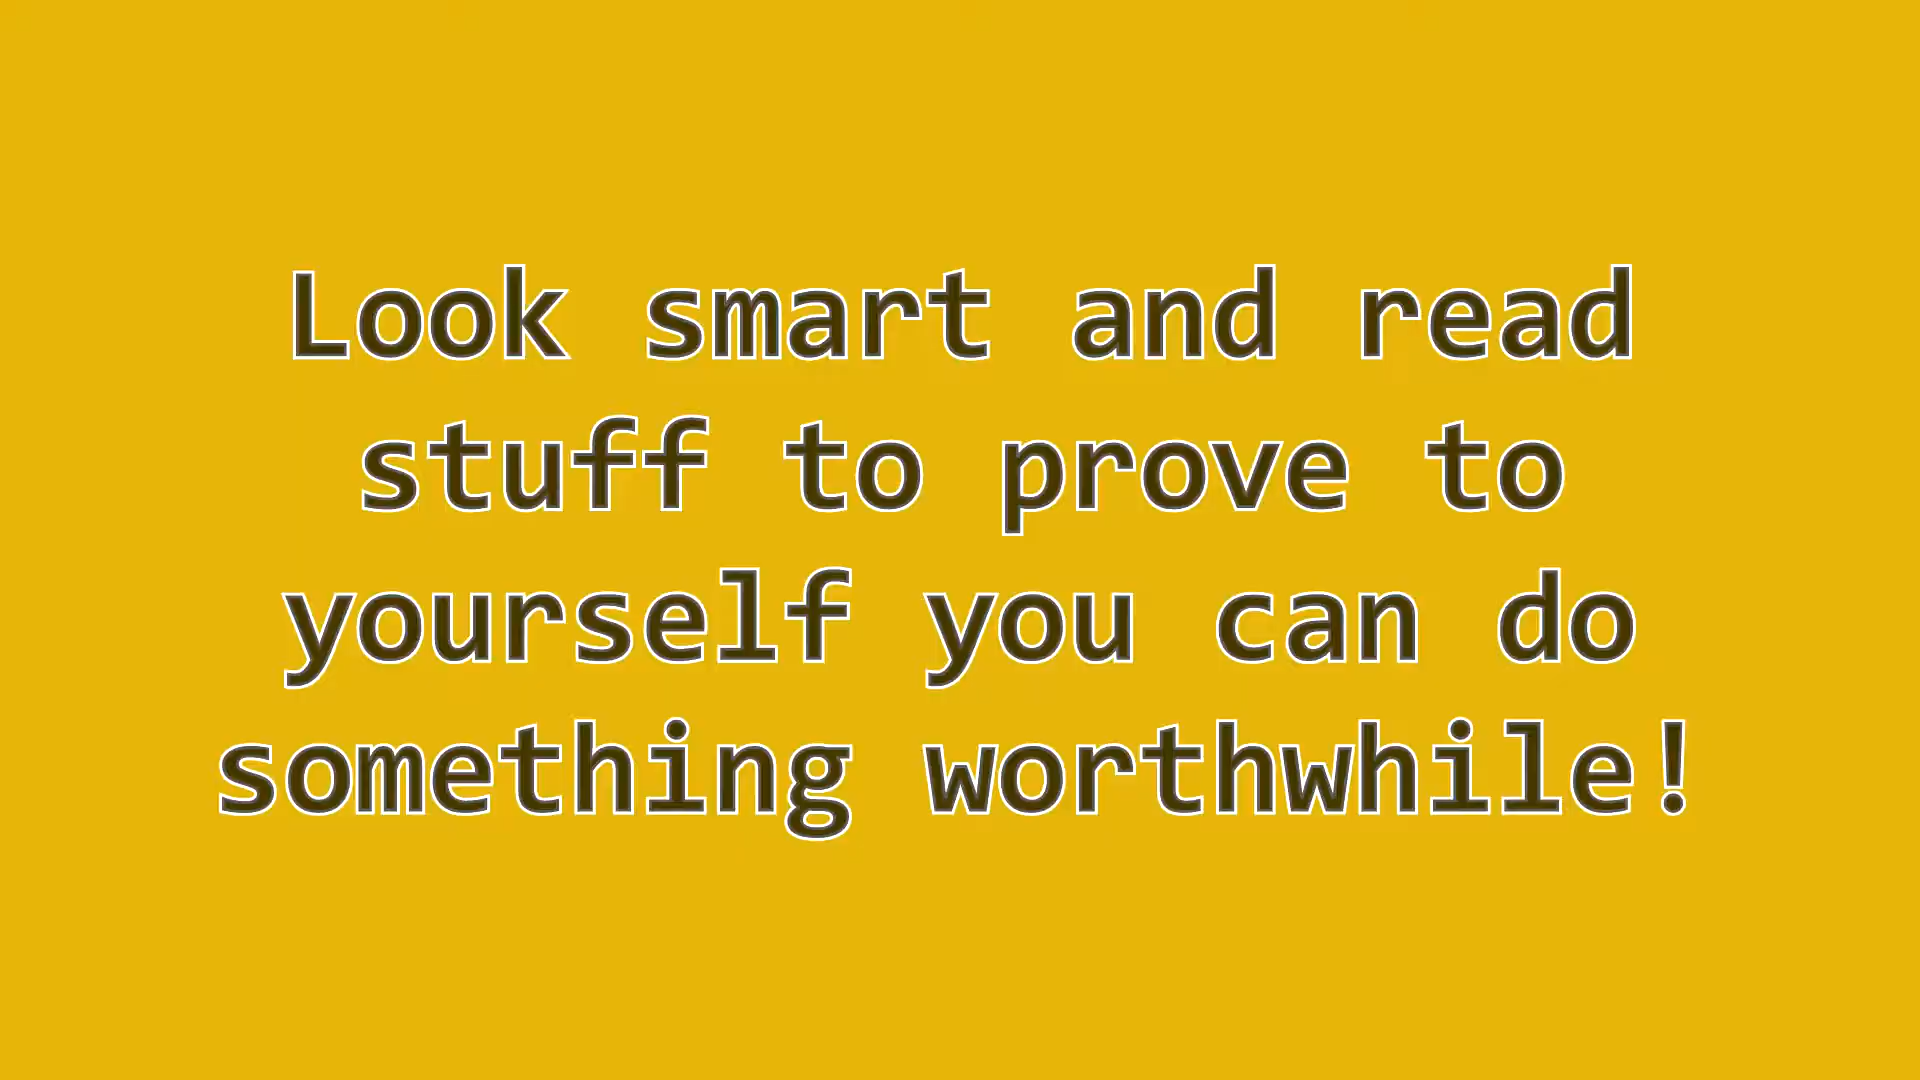 Look smart and read
stuff to prove to
yourself you can do
something worthwhile!